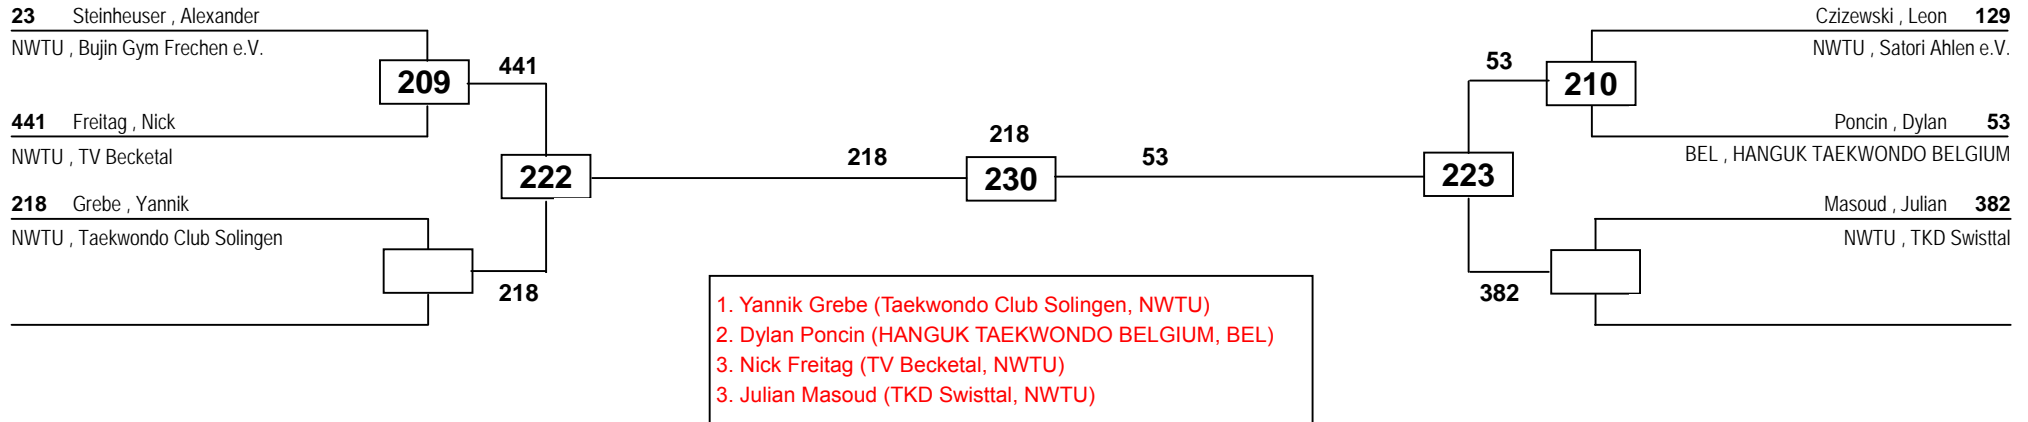 23 Steinheuser , Alexander
NWTU , Bujin Gym Frechen e.V.
209
441
441 Freitag , Nick
NWTU , TV Becketal
222
218 Grebe , Yannik
NWTU , Taekwondo Club Solingen
218
218
218
230
53
Czizewski , Leon 129
NWTU , Satori Ahlen e.V.
53
210
Poncin , Dylan 53
BEL , HANGUK TAEKWONDO BELGIUM
223
Masoud , Julian 382
NWTU , TKD Swisttal
382
1. Yannik Grebe (Taekwondo Club Solingen, NWTU)
2. Dylan Poncin (HANGUK TAEKWONDO BELGIUM, BEL)
3. Nick Freitag (TV Becketal, NWTU)
3. Julian Masoud (TKD Swisttal, NWTU)